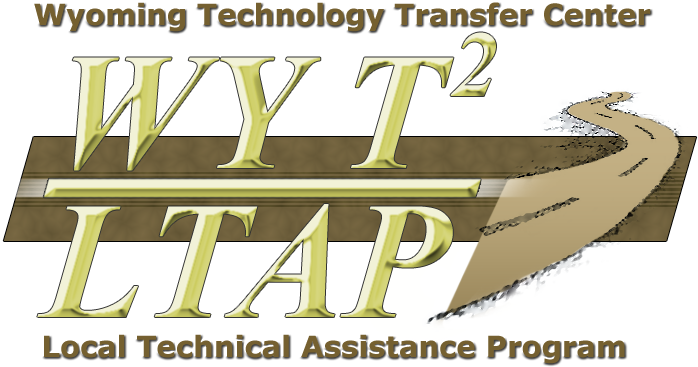 Wyoming Technology Transfer Center
WY T²
LTAP
Local Technical Assistance Program